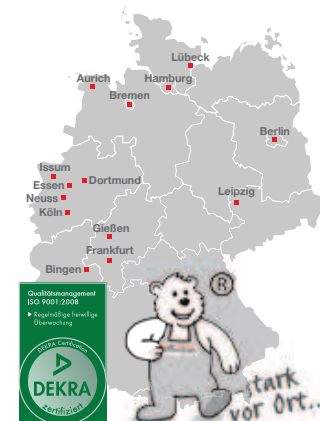 Lübeck
Aurich
Hamburg
Bremen
Berlin
Issum
Essen
Dortmund
Neuss
Leipzig
Köln
Gießen
Frankfurt
Bingen
®
Qualitätsmanagement
ISO 9001:2008
Regelmäßige freiwillige
Überwachung
DEKRA Certification
DEKRA
zertifiziert
stark
vor Ort...